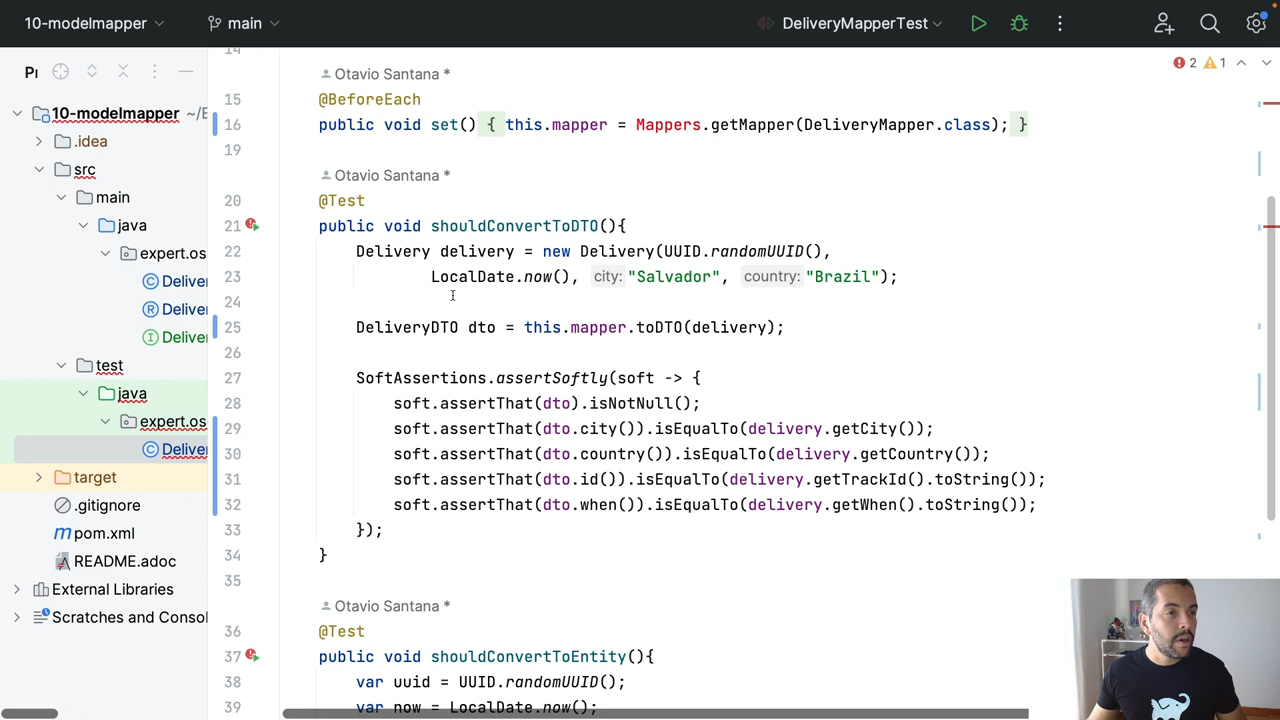 10-modelmapper
main
DeliveryMapperTest
Pı
2
1
10-modelmapper ~/E
.idea
src
main
java
expert.os
Deliver
Deliver
Deliver
test
java
expert.os
Deliver
target
.gitignore
pom.xml
README.adoc
External Libraries
Scratches and Consol
14
Otavio Santana *
15 @BeforeEach
16 public void set() { this.mapper = Mappers.getMapper(DeliveryMapper.class); }
19
Otavio Santana *
20 @Test
21 public void shouldConvertToDTO(){
22 Delivery delivery = new Delivery(UUID.randomUUID(),
23 LocalDate.now(), city: "Salvador", country: "Brazil");
24
25 DeliveryDTO dto = this.mapper.toDTO(delivery);
26
27 SoftAssertions.assertSoftly(soft -> {
28 soft.assertThat(dto).isNotNull();
29 soft.assertThat(dto.city()).isEqualTo(delivery.getCity());
30 soft.assertThat(dto.country()).isEqualTo(delivery.getCountry());
31 soft.assertThat(dto.id()).isEqualTo(delivery.getTrackId().toString());
32 soft.assertThat(dto.when()).isEqualTo(delivery.getWhen().toString());
33 });
34 }
35
Otavio Santana *
36 @Test
37 public void shouldConvertToEntity(){
38 var uuid = UUID.randomUUID();
39 var now = LocalDate.now();